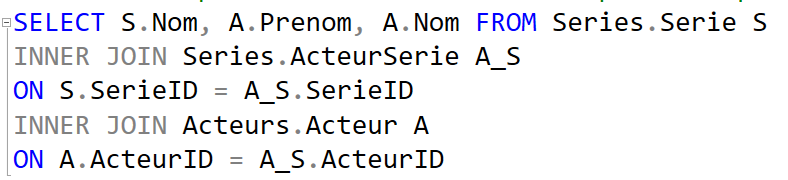 SELECT S.Nom, A.Prenom, A.Nom FROM Series.Serie S
INNER JOIN Series.ActeurSerie A_S
ON S.SerieID = A_S.SerieID
INNER JOIN Acteurs.Acteur A
ON A.ActeurID = A_S.ActeurID